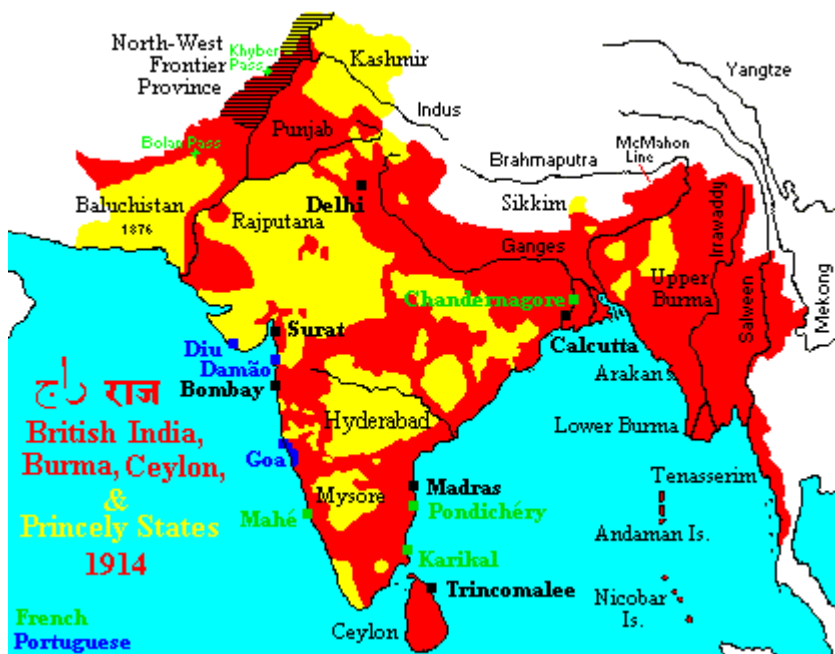 North-West
Frontier
Province
Khyber
Pass
Kashmir
Yangtze
Indus
Punjab
Bolan Pass
McMahon
Line
Brahmaputra
Delhi
Baluchistan
1876
Rajputana
Sikkim
Ganges
Irrawaddy
Upper
Burma
Salween
Mekong
Chandernagore
Surat
Calcutta
Diu
Damão
Bombay
Arakan
راج राज
British India,
Burma, Ceylon,
&
Princely States
1914
Hyderabad
Lower Burma
Goa
Mysore
Madras
Pondichéry
Mahé
Tenasserim
Andaman Is.
Karikal
Trincomalee
Nicobar
Is.
Ceylon
French
Portuguese